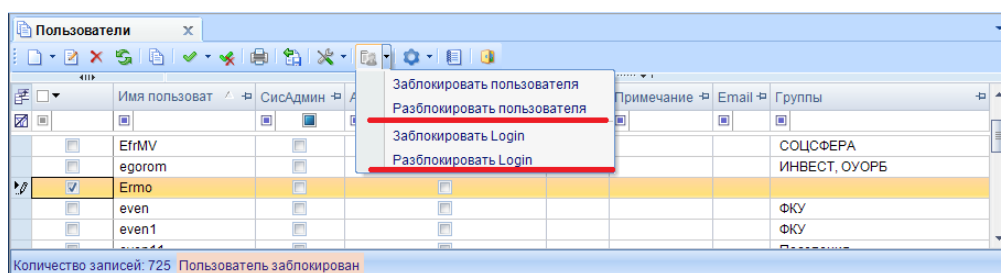 Пользователи x
Заблокировать пользователя
Разблокировать пользователя
Заблокировать Login
Разблокировать Login
Имя пользоват СисАдмин Примечание Email Группы
EfrMV СОЦСФЕРА
egorom ИНВЕСТ, ОУОРБ
Ermo
even ФКУ
even1 ФКУ
Количество записей: 725 Пользователь заблокирован